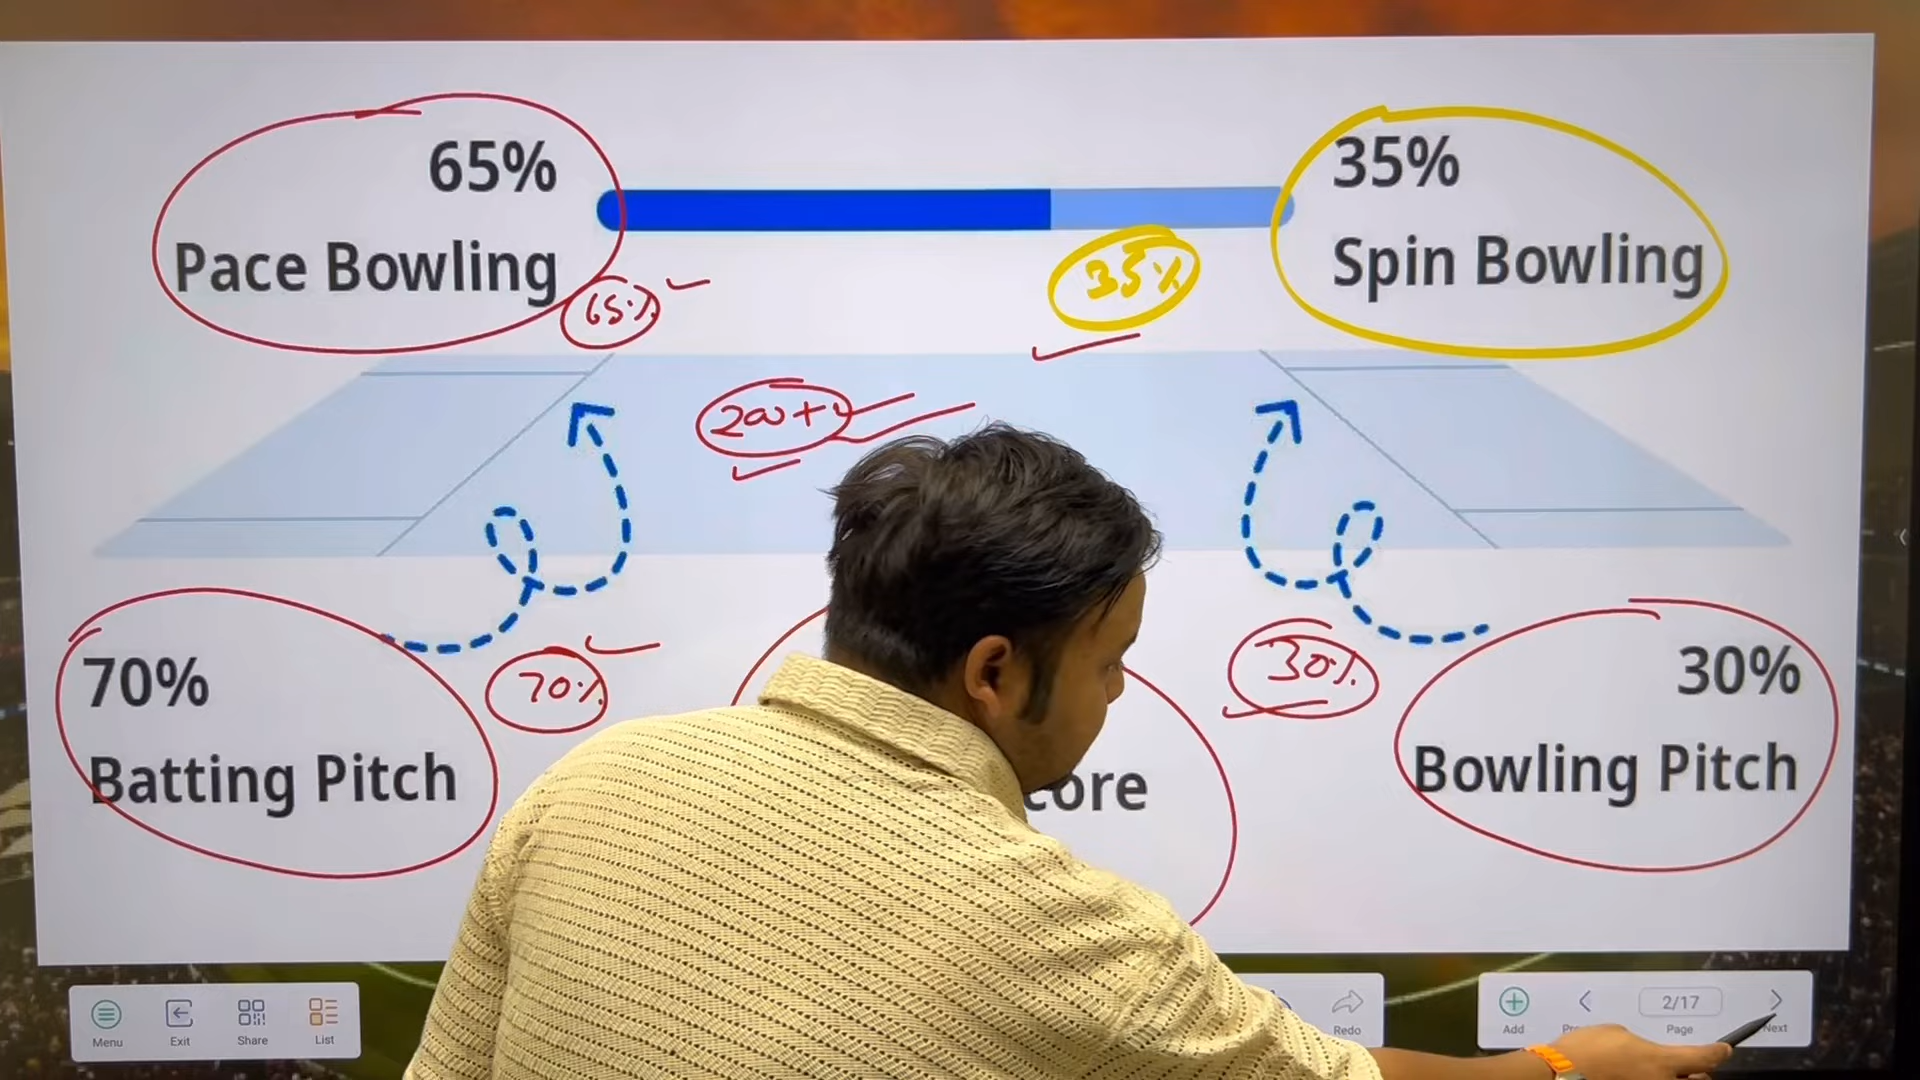 65%
Pace Bowling
35%
Spin Bowling
65%
35%
200+
70%
Batting Pitch
70%
30%
30%
Bowling Pitch
core
Menu
Exit
Share
List
Redo
Add
2/17
Page
Next